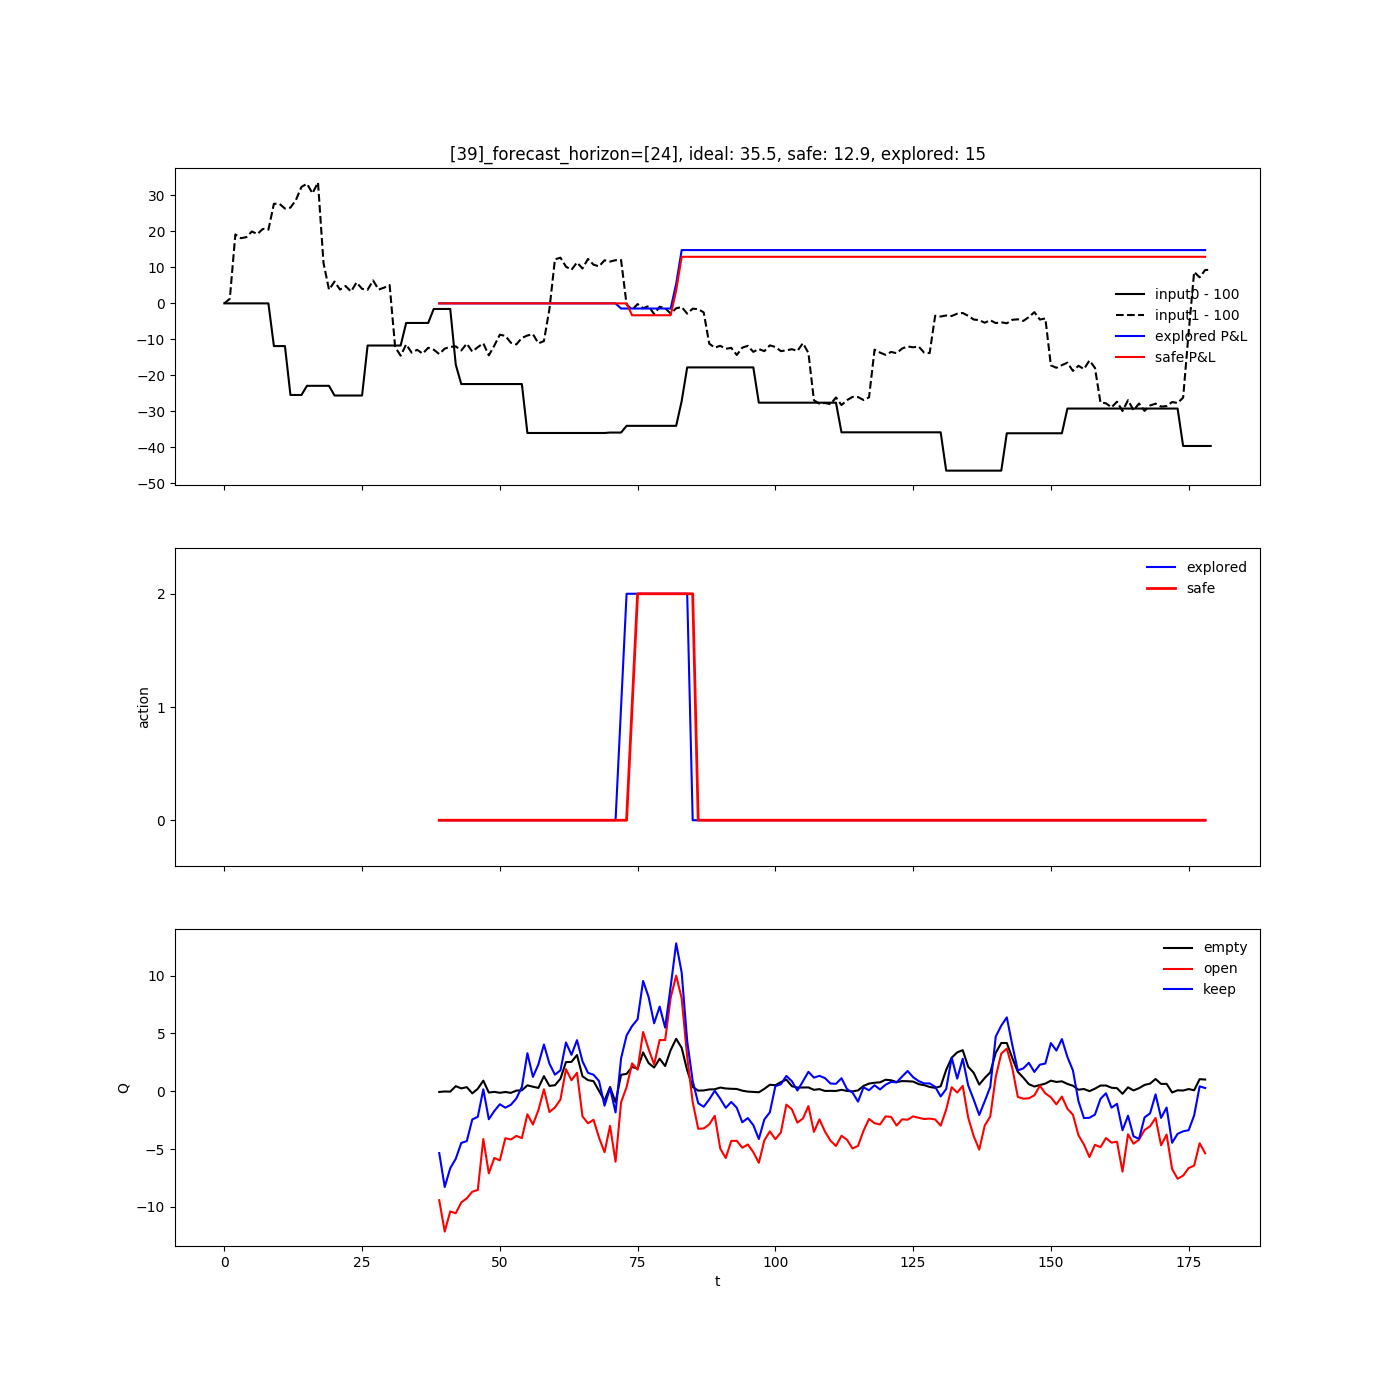 [39]_forecast_horizon=[24], ideal: 35.5, safe: 12.9, explored: 15
30
20
10
0
−10
−20
−30
−40
−50
input0 - 100
input1 - 100
explored P&L
safe P&L
2
1
0
action
explored
safe
10
5
0
−5
−10
Q
empty
open
keep
0 25 50 75 100 125 150 175
t